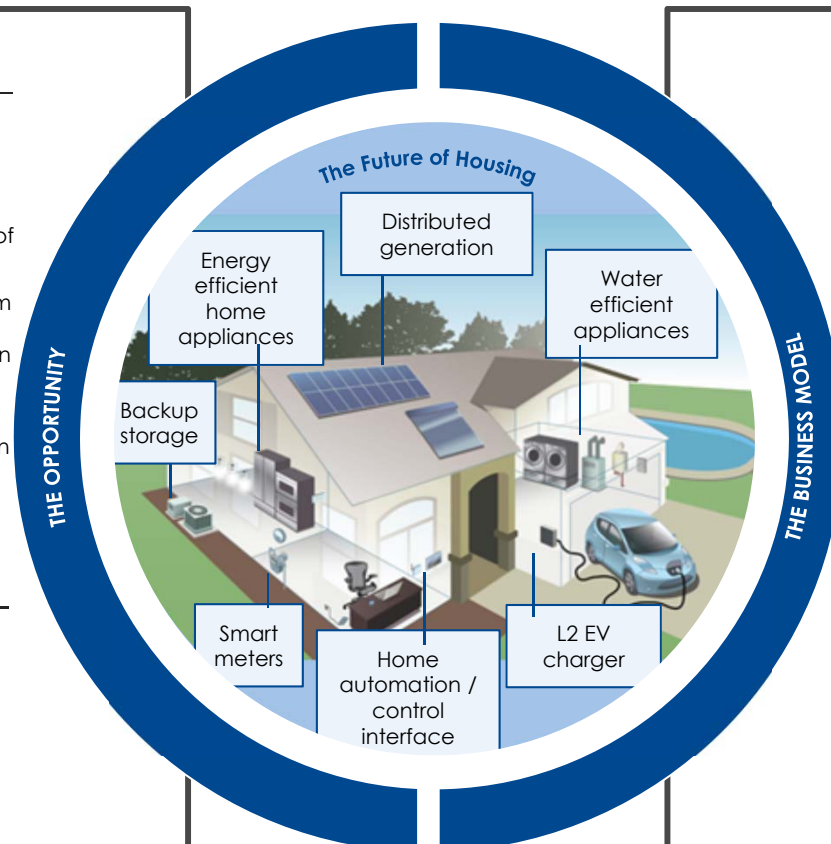 The Future of Housing
Distributed
generation
Energy
efficient
home
appliances
Water
efficient
appliances
Backup
storage
THE OPPORTUNITY
THE BUSINESS MODEL
Smart
meters
Home
automation /
control
interface
L2 EV
charger
of